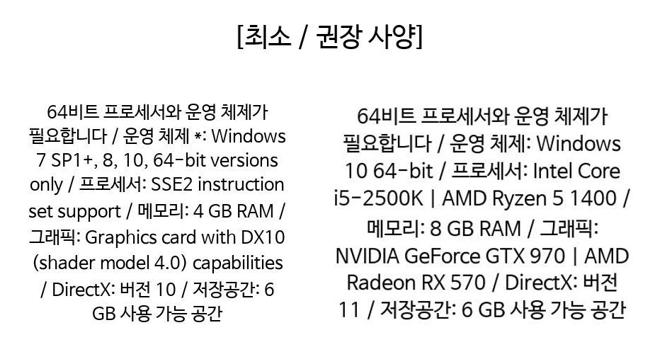 [최소 / 권장 사양]
64비트 프로세서와 운영 체제가
필요합니다 / 운영 체제 *: Windows
7 SP1+, 8, 10, 64-bit versions
only / 프로세서: SSE2 instruction
set support / 메모리: 4 GB RAM /
그래픽: Graphics card with DX10
(shader model 4.0) capabilities
/ DirectX: 버전 10 / 저장공간: 6
GB 사용 가능 공간
64비트 프로세서와 운영 체제가
필요합니다 / 운영 체제: Windows
10 64-bit / 프로세서: Intel Core
i5-2500K | AMD Ryzen 5 1400 /
메모리: 8 GB RAM / 그래픽:
NVIDIA GeForce GTX 970 | AMD
Radeon RX 570 / DirectX: 버전
11 / 저장공간: 6 GB 사용 가능 공간